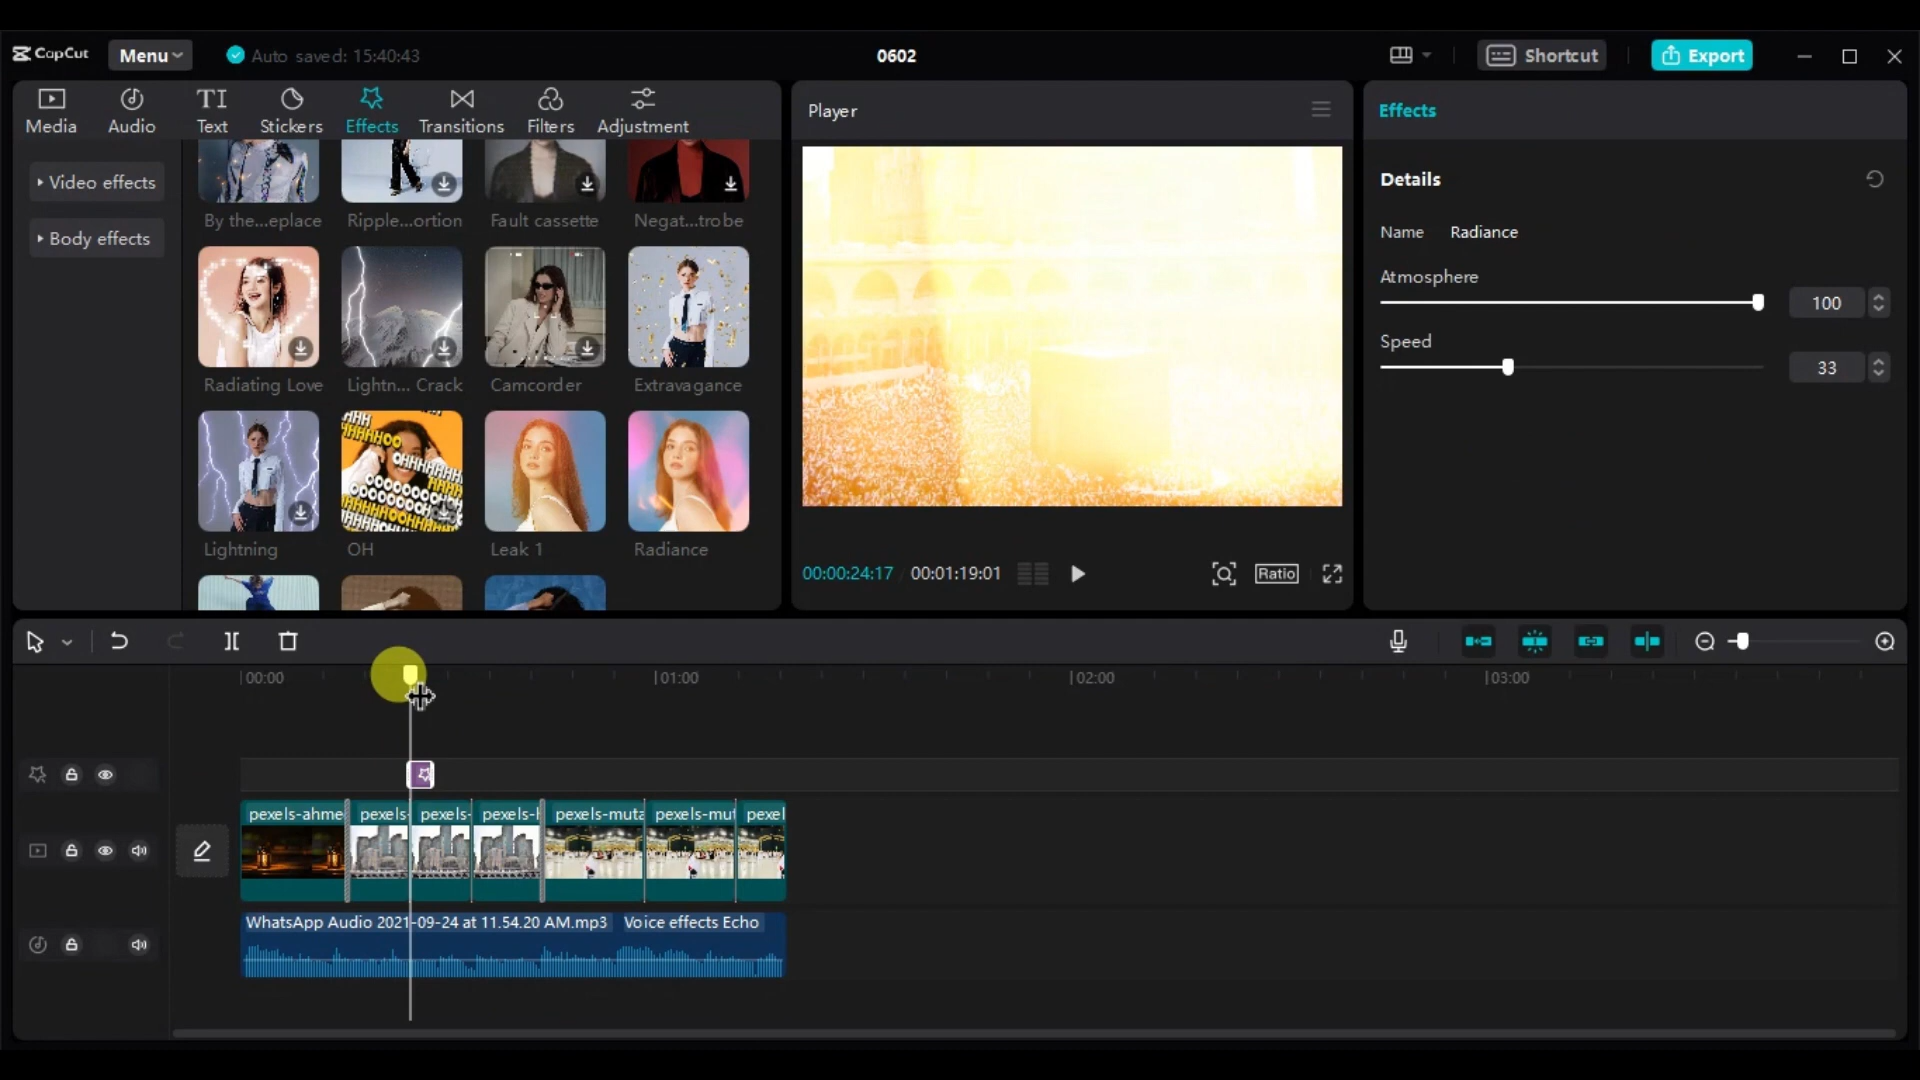 CapCut
Menu
Auto saved: 15:40:43
0602
Shortcut
Export
Media
Audio
TI
Text
Stickers
Effects
Transitions
Filters
Adjustment
Video effects
Body effects
By the...eplace
Ripple...ortion
Fault cassette
Negat...trobe
Radiating Love
Lightn... Crack
Camcorder
Extravagance
Lightning
OH
Leak 1
Radiance
Player
00:00:24:17 / 00:01:19:01
Ratio
Effects
Details
Name Radiance
Atmosphere
100
Speed
33
00:00
01:00
02:00
03:00
pexels-ahme
pexels-
pexels-
pexels-h
pexels-muta
pexels-mut
pexel
WhatsApp Audio 2021-09-24 at 11.54.20 AM.mp3
Voice effects Echo